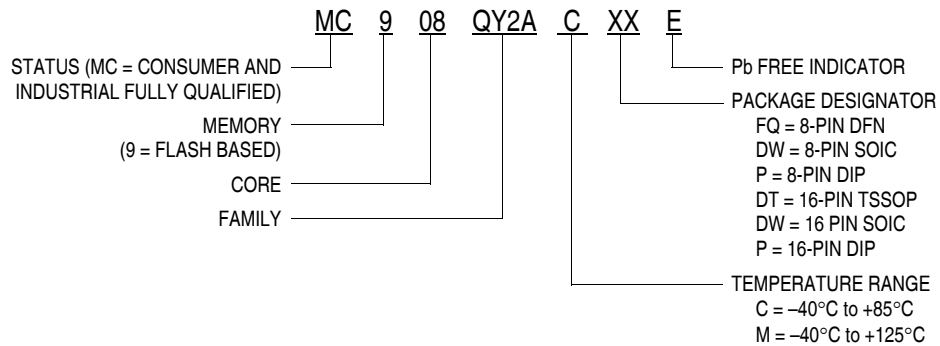 MC 9 08 QY2A C XX E
STATUS (MC = CONSUMER AND
INDUSTRIAL FULLY QUALIFIED)
MEMORY
(9 = FLASH BASED)
CORE
FAMILY
Pb FREE INDICATOR
PACKAGE DESIGNATOR
FQ = 8-PIN DFN
DW = 8-PIN SOIC
P = 8-PIN DIP
DT = 16-PIN TSSOP
DW = 16 PIN SOIC
P = 16-PIN DIP
TEMPERATURE RANGE
C = –40°C to +85°C
M = –40°C to +125°C